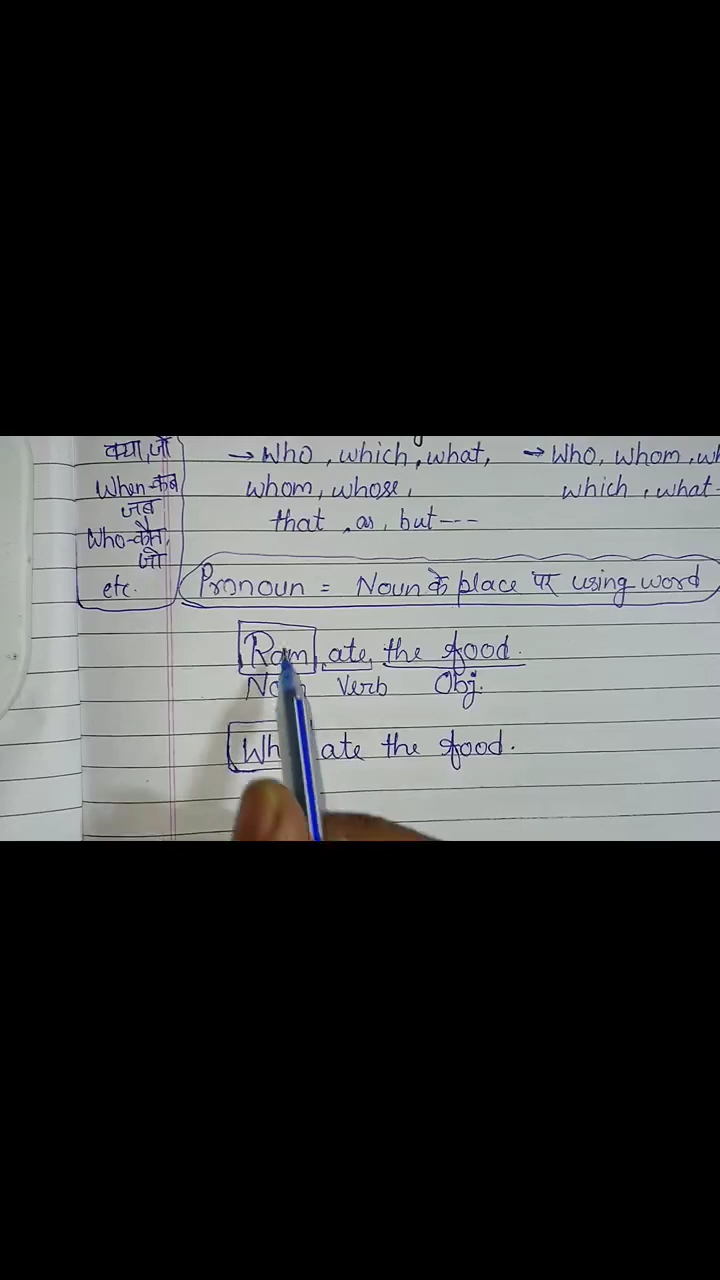 क्या, जो
When-कब
जब
Who-कौन,
जो
etc.
→ Who, which, what,
whom, whose,
that, as, but---
→ Who, whom,
which, what-
Pronoun = Noun के place पर using word
Ram ate the food.
Verb Obj.
ate the food.